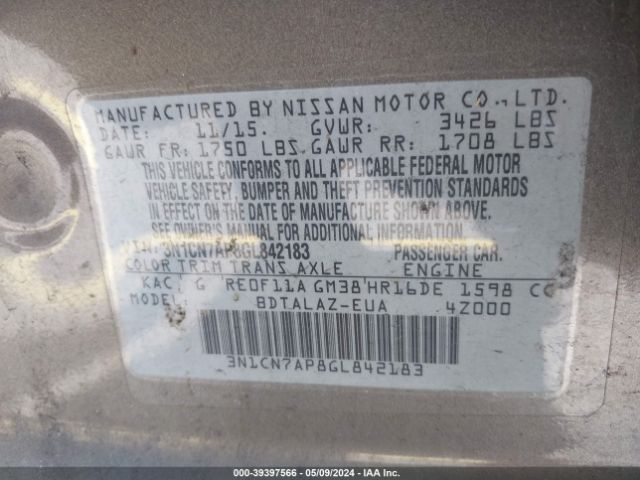 MANUFACTURED BY NISSAN MOTOR CO., LTD.
DATE: 11/15. GVWR: 3426 LBS
GAWR FR: 1750 LBS. GAWR RR: 1708 LBS
THIS VEHICLE CONFORMS TO ALL APPLICABLE FEDERAL MOTOR
VEHICLE SAFETY, BUMPER AND THEFT PREVENTION STANDARDS
IN EFFECT ON THE DATE OF MANUFACTURE SHOWN ABOVE.
SEE OWNER'S MANUAL FOR ADDITIONAL INFORMATION
VIN: 3N1CN7AP8GL842183 PASSENGER CAR.
COLOR TRIM TRANS AXLE ENGINE
KAC, G RE0F11A GM38 HR16DE 1598 CC
MODEL: BDTALAZ-EUA 4Z000
3N1CN7AP8GL842183
000-39397566 - 05/09/2024 - IAA Inc.